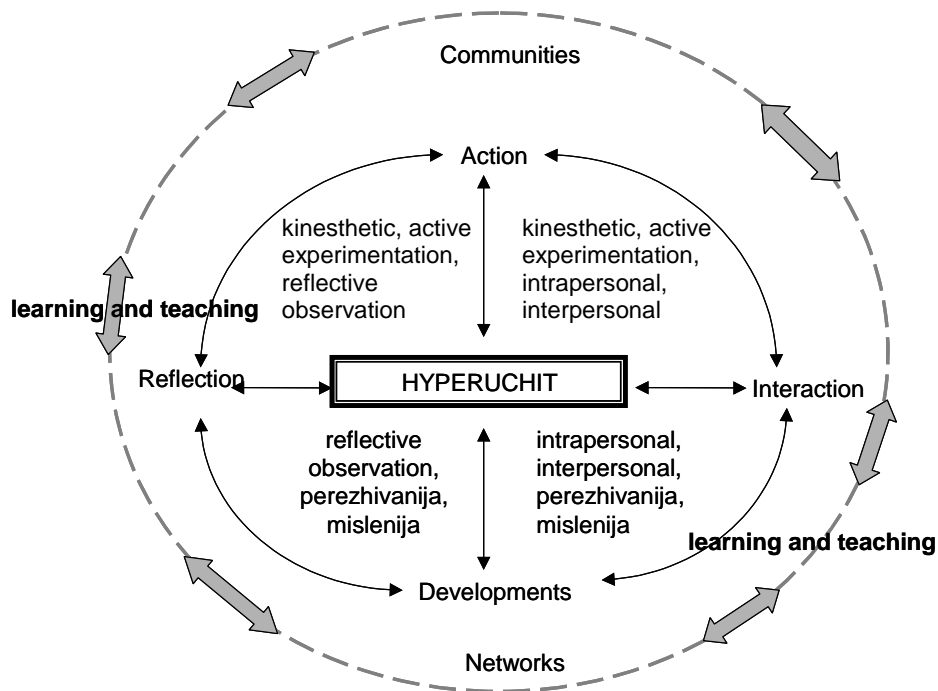 Communities
Action
kinesthetic, active
experimentation,
reflective
observation
kinesthetic, active
experimentation,
intrapersonal,
interpersonal
learning and teaching
Reflection
HYPERUCHIT
Interaction
reflective
observation,
perezhivanija,
mislenija
intrapersonal,
interpersonal,
perezhivanija,
mislenija
learning and teaching
Developments
Networks